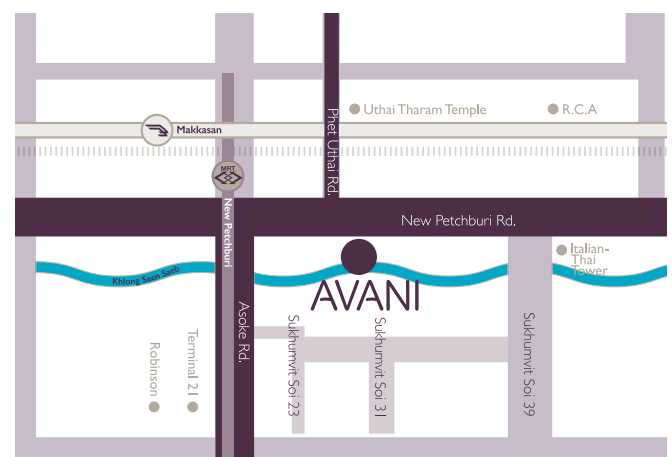 Uthai Tharam Temple
R.C.A
Makkasan
Phet Uthai Rd.
MRT
New Petchburi
New Petchburi Rd.
Italian-
Thai
Tower
Khlong Saen Saeb
AVANI
Asoke Rd.
Sukhumvit Soi 23
Sukhumvit Soi 31
Sukhumvit Soi 39
Terminal 21
Robinson